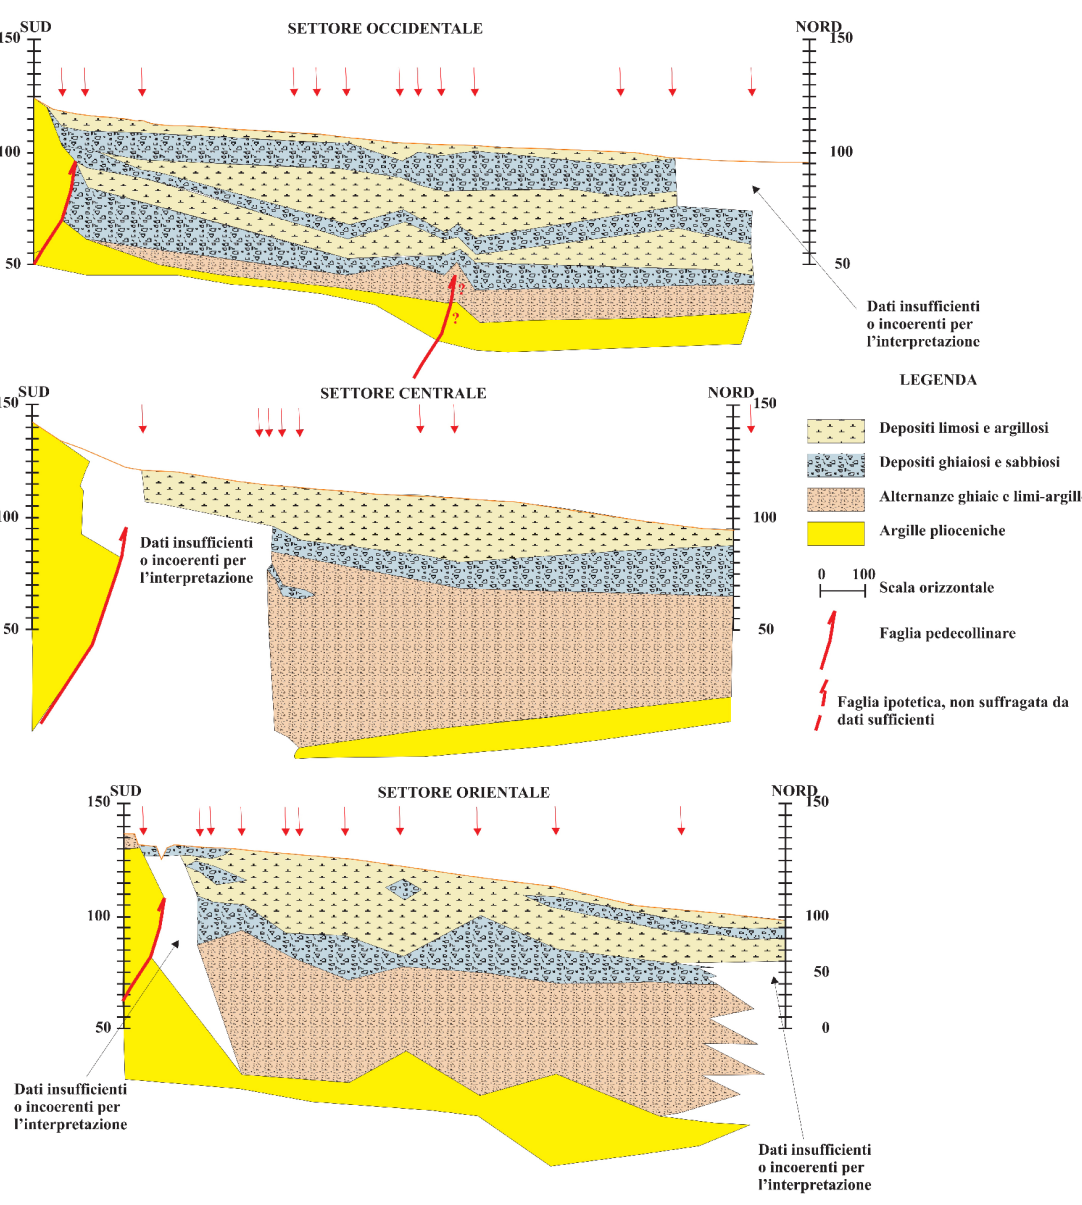 SUD
SETTORE OCCIDENTALE
NORD
150
150
100
100
50
50
?
?
Dati insufficienti
o incoerenti per
l'interpretazione
SUD
SETTORE CENTRALE
NORD
150
150
100
100
50
50
Dati insufficienti
o incoerenti per
l'interpretazione
LEGENDA
Depositi limosi e argillosi
Depositi ghiaiosi e sabbiosi
Alternanze ghiaie e limi-argill
Argille plioceniche
0 100
Scala orizzontale
Faglia pedecollinare
Faglia ipotetica, non suffragata da
dati sufficienti
SUD
SETTORE ORIENTALE
NORD
150
150
100
100
50
50
0
Dati insufficienti
o incoerenti per
l'interpretazione
Dati insufficienti
o incoerenti per
l'interpretazione